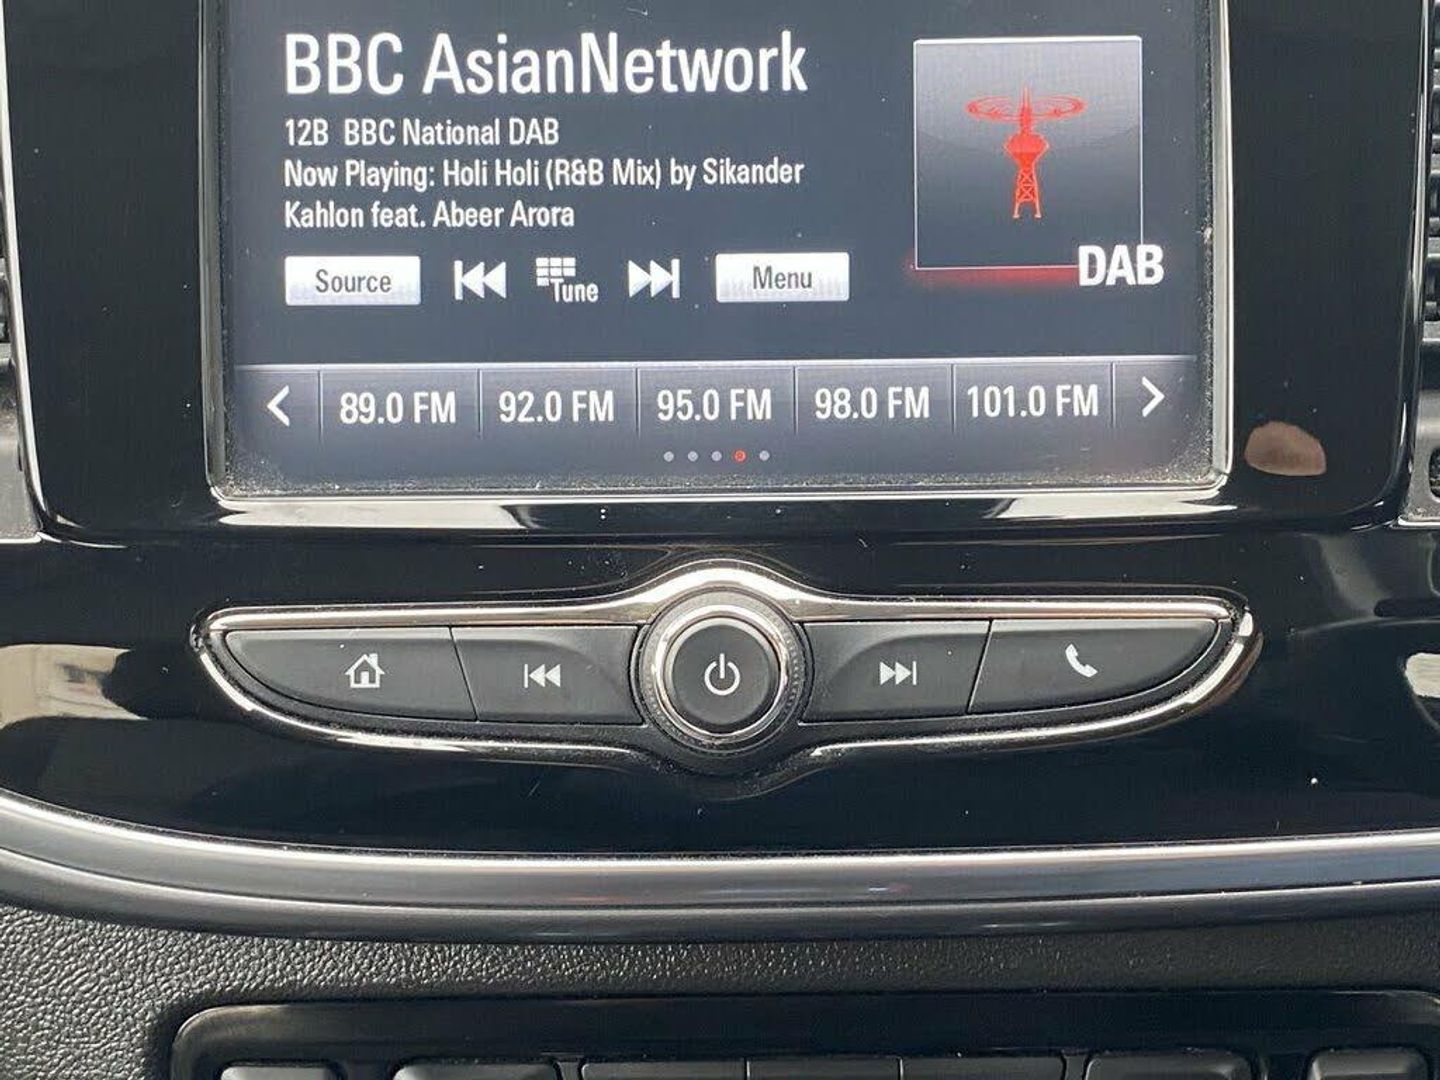 BBC AsianNetwork
12B BBC National DAB
Now Playing: Holi Holi (R&B Mix) by Sikander
Kahlon feat. Abeer Arora
Source Tune Menu
DAB
89.0 FM 92.0 FM 95.0 FM 98.0 FM 101.0 FM